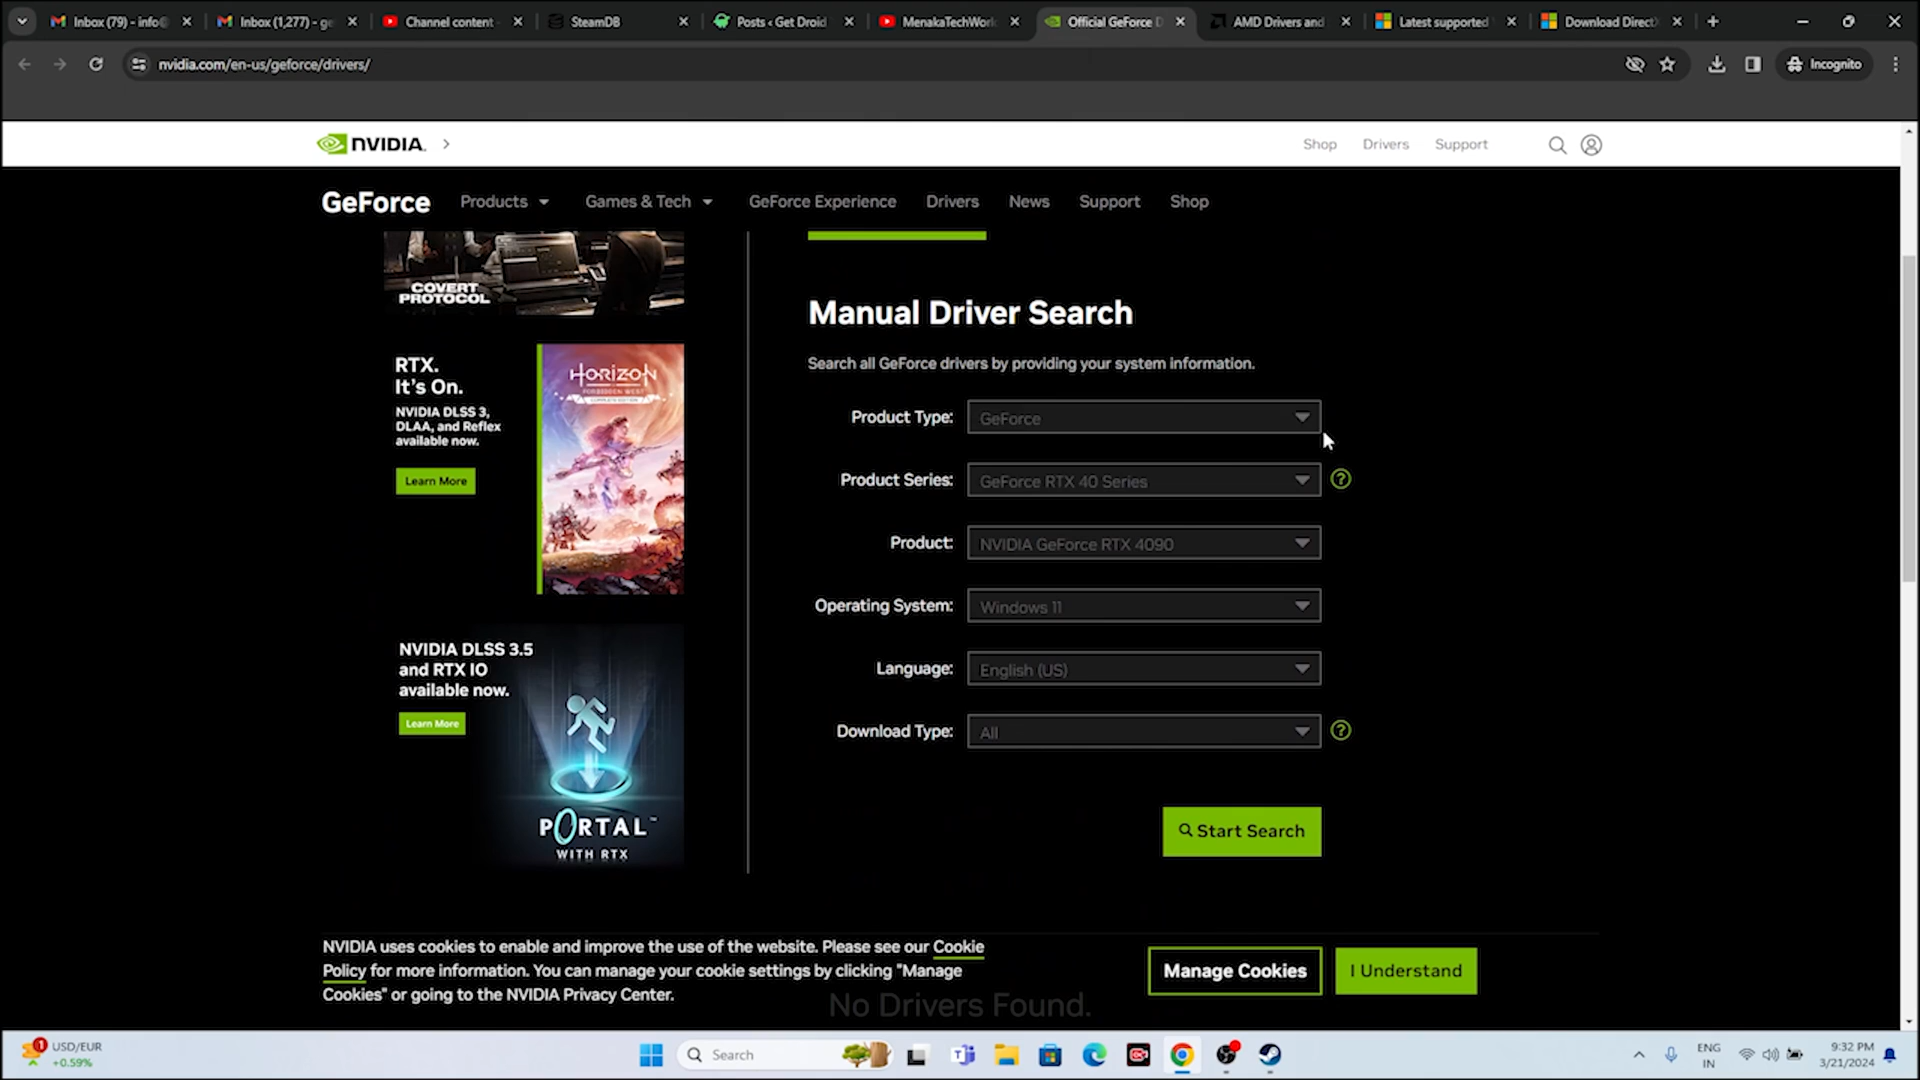 Inbox (79) - info@
Inbox (1,277) - ge
Channel content
SteamDB
Posts ‹ Get Droid
MenakaTechWorl
Official GeForce D
AMD Drivers and
Latest supported
Download DirectX
nvidia.com/en-us/geforce/drivers/
Incognito
NVIDIA.
Shop
Drivers
Support
GeForce
Products
Games & Tech
GeForce Experience
Drivers
News
Support
Shop
COVERT
PROTOCOL
RTX.
It's On.
NVIDIA DLSS 3,
DLAA, and Reflex
available now.
Learn More
HORIZON
FORBIDDEN WEST
NVIDIA DLSS 3.5
and RTX IO
available now.
Learn More
PORTAL™
WITH RTX
Manual Driver Search
Search all GeForce drivers by providing your system information.
Product Type: GeForce
Product Series: GeForce RTX 40 Series ?
Product: NVIDIA GeForce RTX 4090
Operating System: Windows 11
Language: English (US)
Download Type: All ?
Start Search
NVIDIA uses cookies to enable and improve the use of the website. Please see our Cookie
Policy for more information. You can manage your cookie settings by clicking "Manage
Cookies" or going to the NVIDIA Privacy Center.
Manage Cookies
I Understand
No Drivers Found.
1
USD/EUR
+0.59%
Search
ENG
IN
9:32 PM
3/21/2024